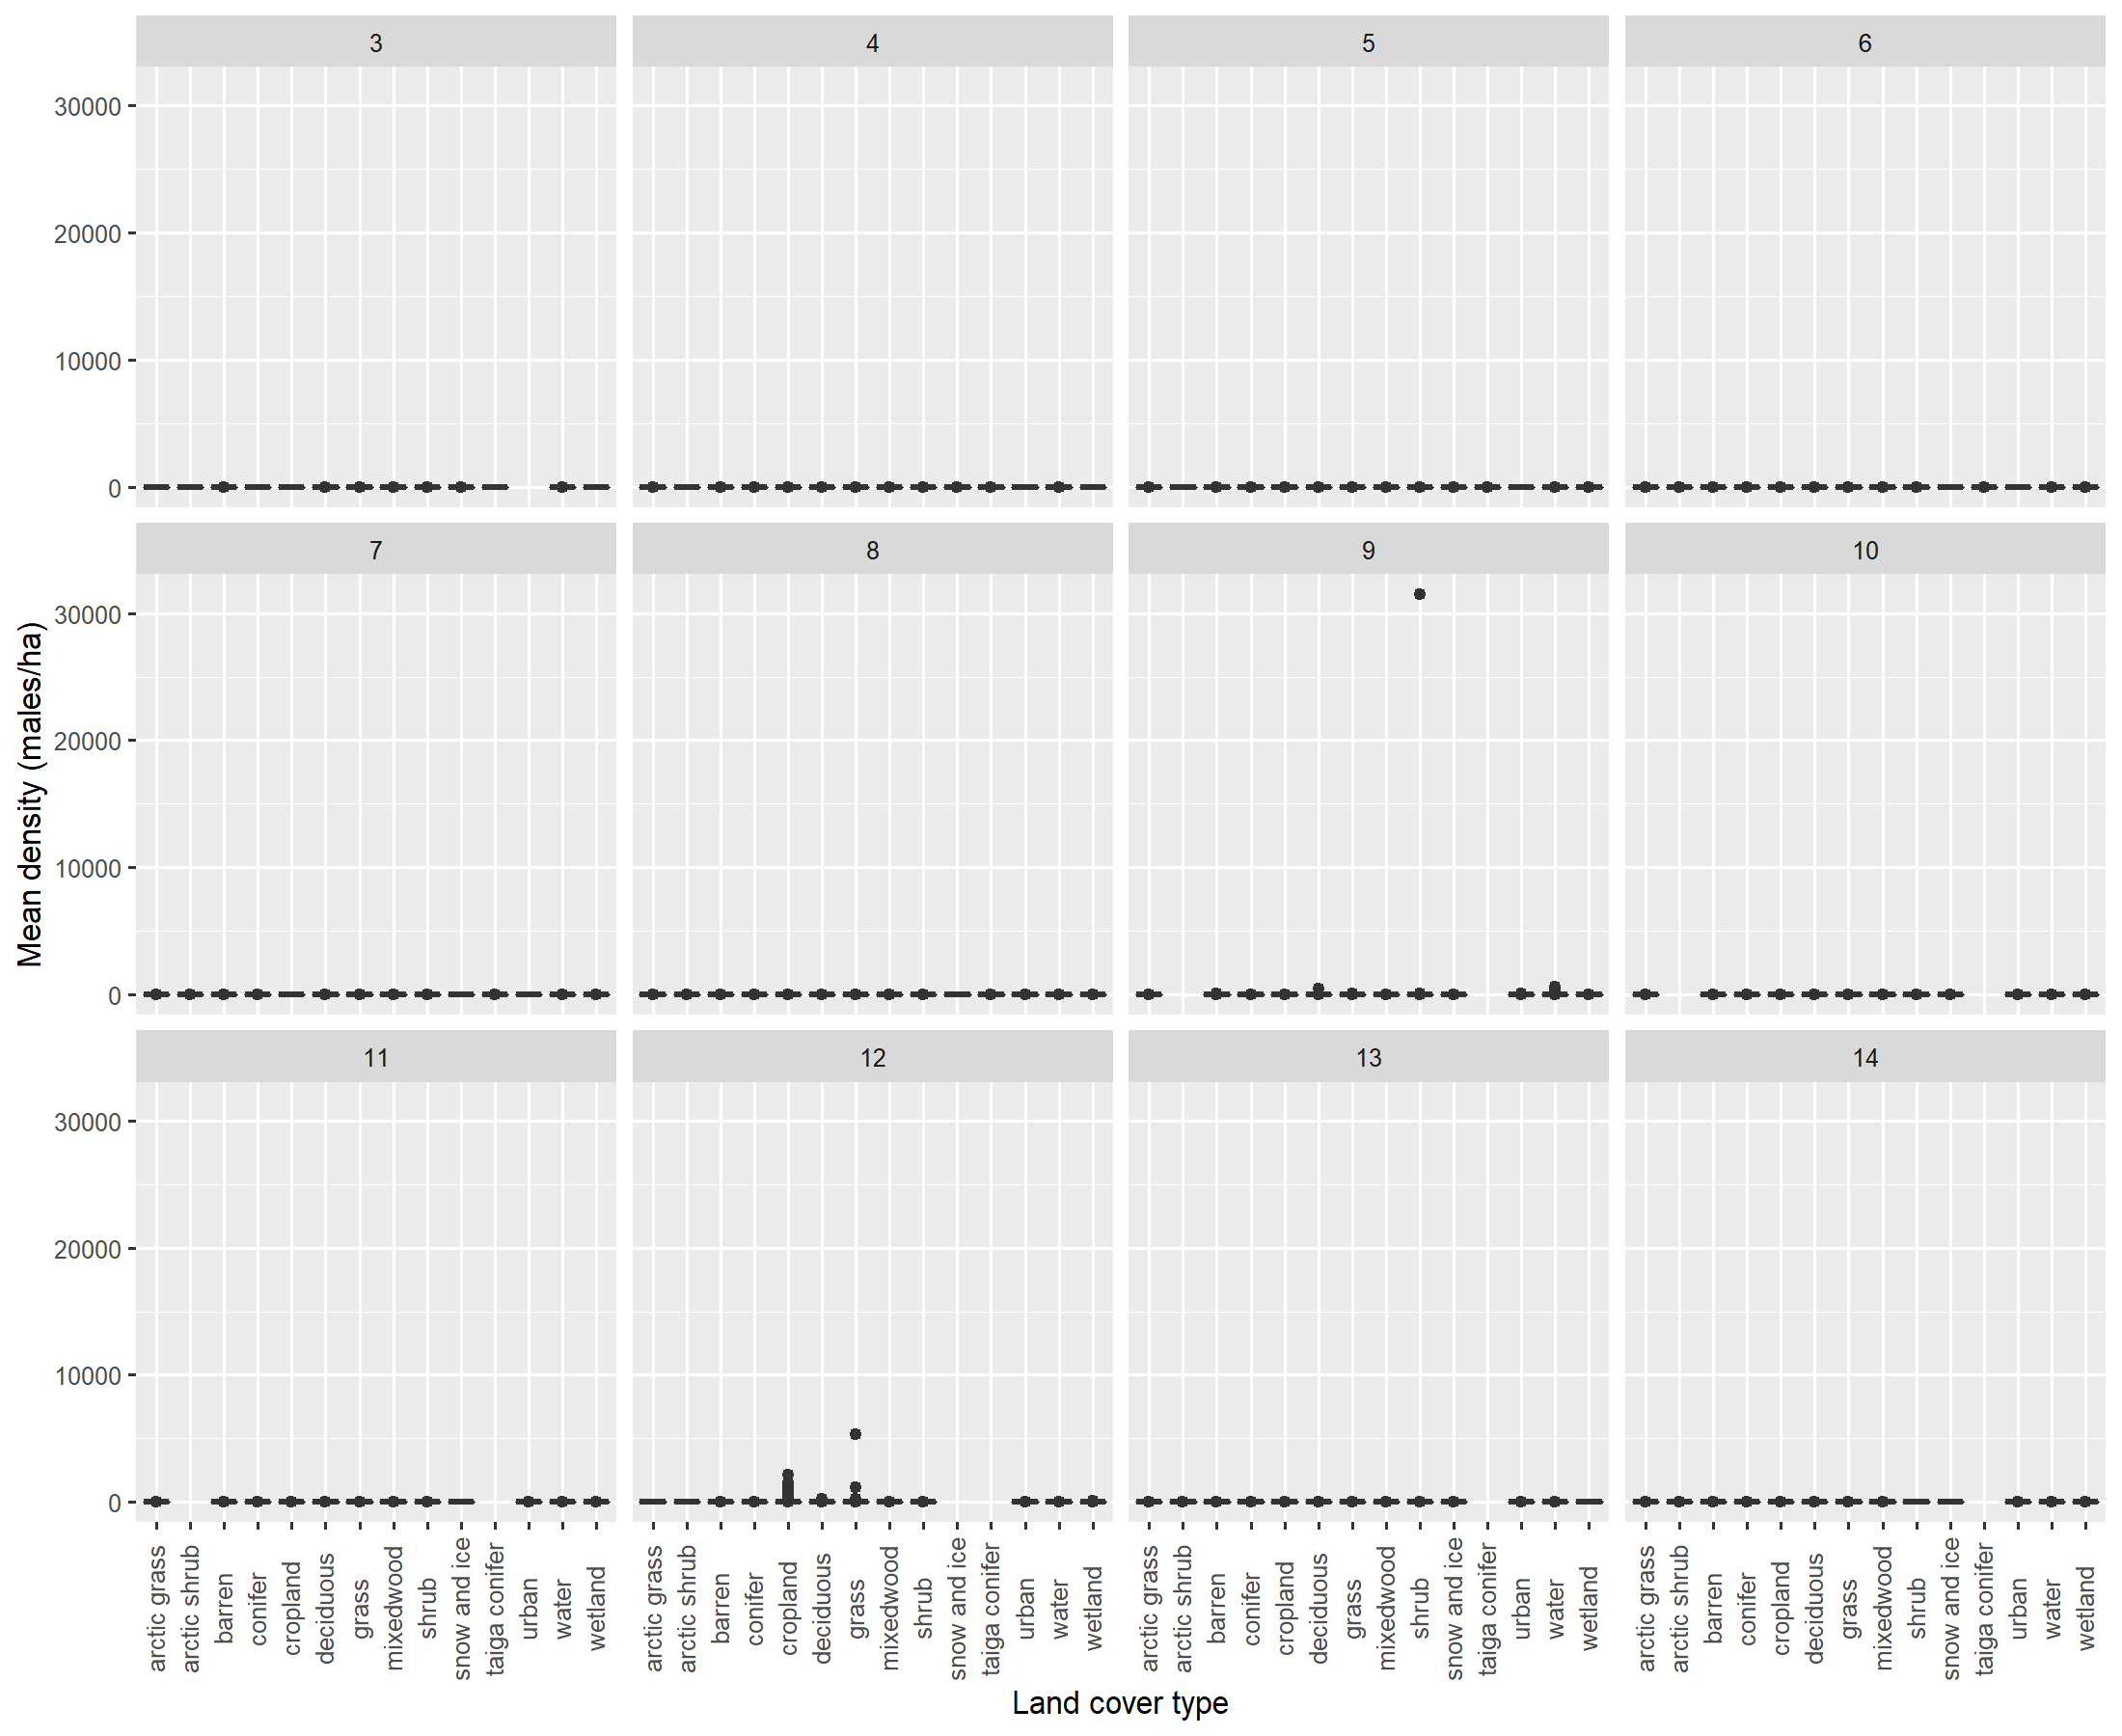 3 4 5 6
30000
20000
10000
0
7 8 9 10
30000
20000
10000
0
11 12 13 14
30000
20000
10000
0
Mean density (males/ha)
arctic grass arctic shrub barren conifer cropland deciduous grass mixedwood shrub snow and ice taiga conifer urban water wetland
arctic grass arctic shrub barren conifer cropland deciduous grass mixedwood shrub snow and ice taiga conifer urban water wetland
arctic grass arctic shrub barren conifer cropland deciduous grass mixedwood shrub snow and ice taiga conifer urban water wetland
arctic grass arctic shrub barren conifer cropland deciduous grass mixedwood shrub snow and ice taiga conifer urban water wetland
Land cover type